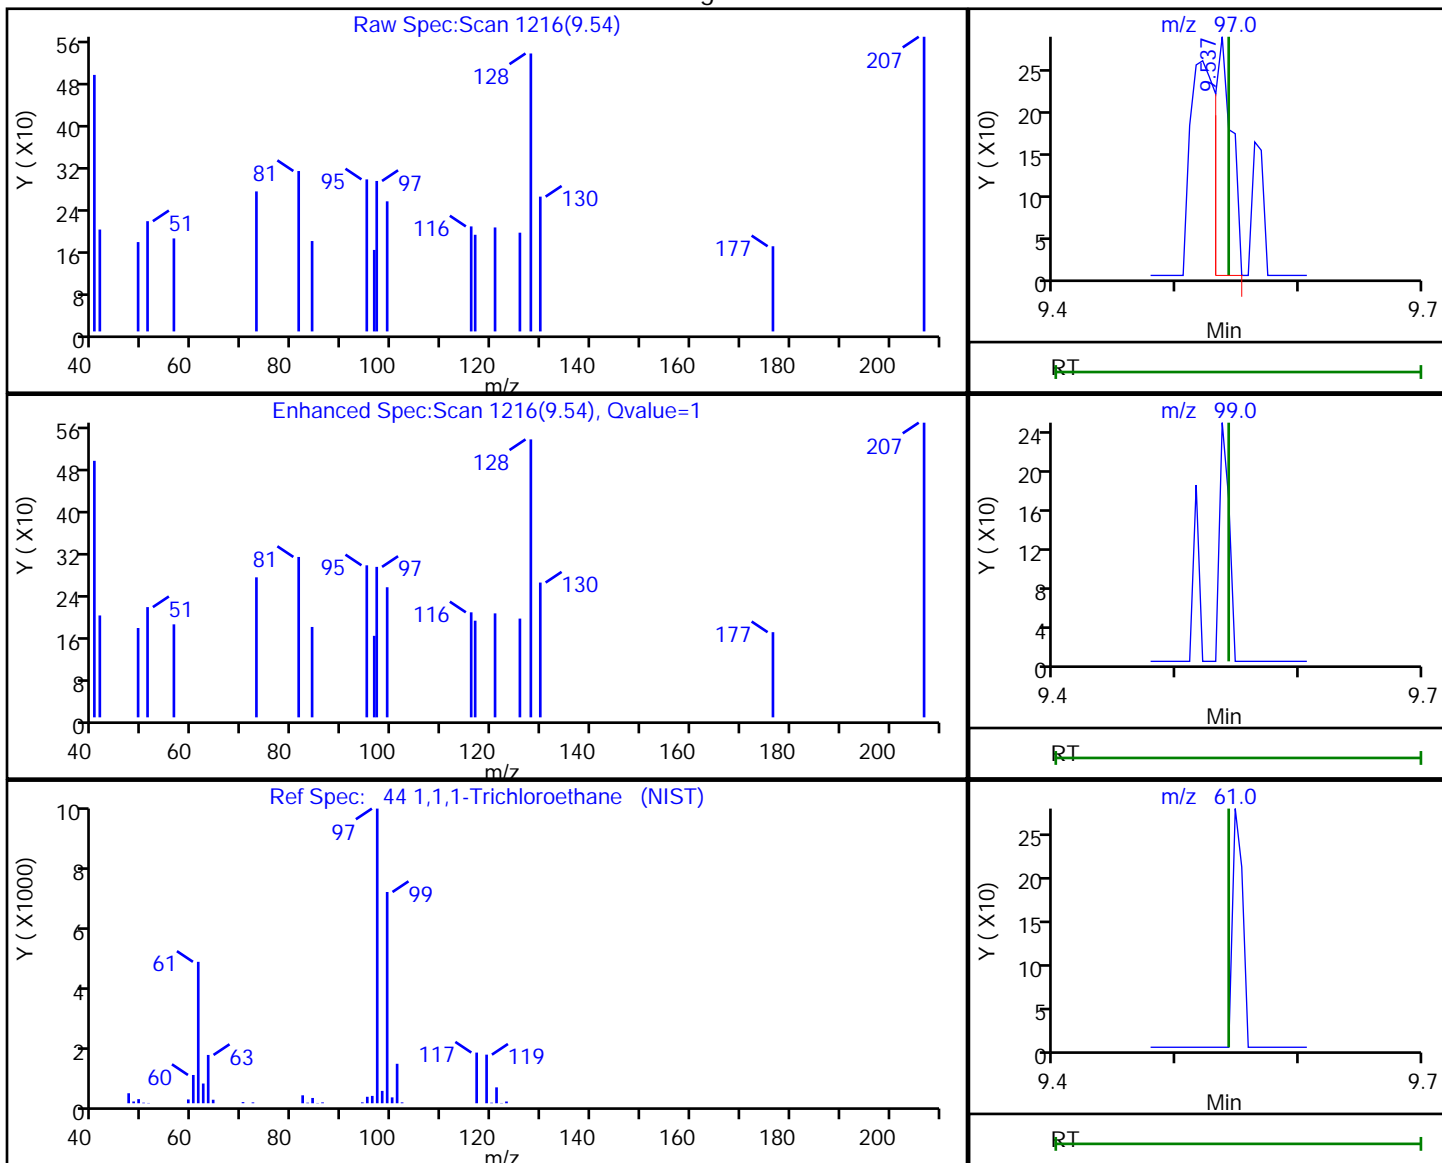 Raw Spec:Scan 1216(9.54)
Y ( X10)
56
48
40
32
24
16
8
0
51
81
95
97
116
128
130
177
207
40 60 80 100 120 140 160 180 200
m/z
m/z 97.0
Y ( X10)
25
20
15
10
5
0
9.537
9.4 9.7
Min
RT
Enhanced Spec:Scan 1216(9.54), Qvalue=1
Y ( X10)
56
48
40
32
24
16
8
0
51
81
95
97
116
128
130
177
207
40 60 80 100 120 140 160 180 200
m/z
m/z 99.0
Y ( X10)
24
20
16
12
8
4
0
9.4 9.7
Min
RT
Ref Spec: 44 1,1,1-Trichloroethane (NIST)
Y ( X1000)
10
8
6
4
2
0
60
61
63
97
99
117
119
40 60 80 100 120 140 160 180 200
m/z
m/z 61.0
Y ( X10)
25
20
15
10
5
0
9.4 9.7
Min
RT